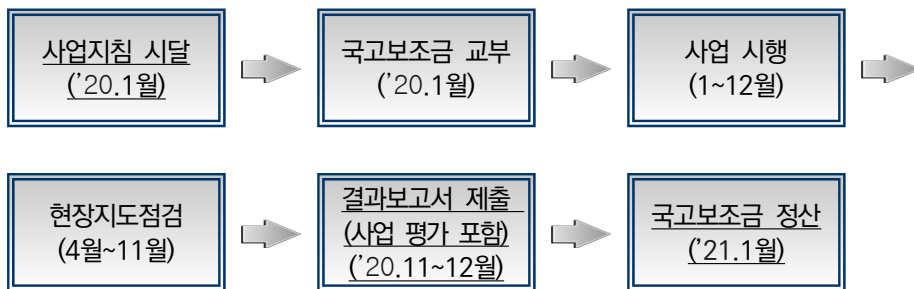 사업지침 시달
(’20.1월)
국고보조금 교부
(’20.1월)
사업 시행
(1~12월)
현장지도점검
(4월~11월)
결과보고서 제출
(사업 평가 포함)
(’20.11~12월)
국고보조금 정산
(’21.1월)